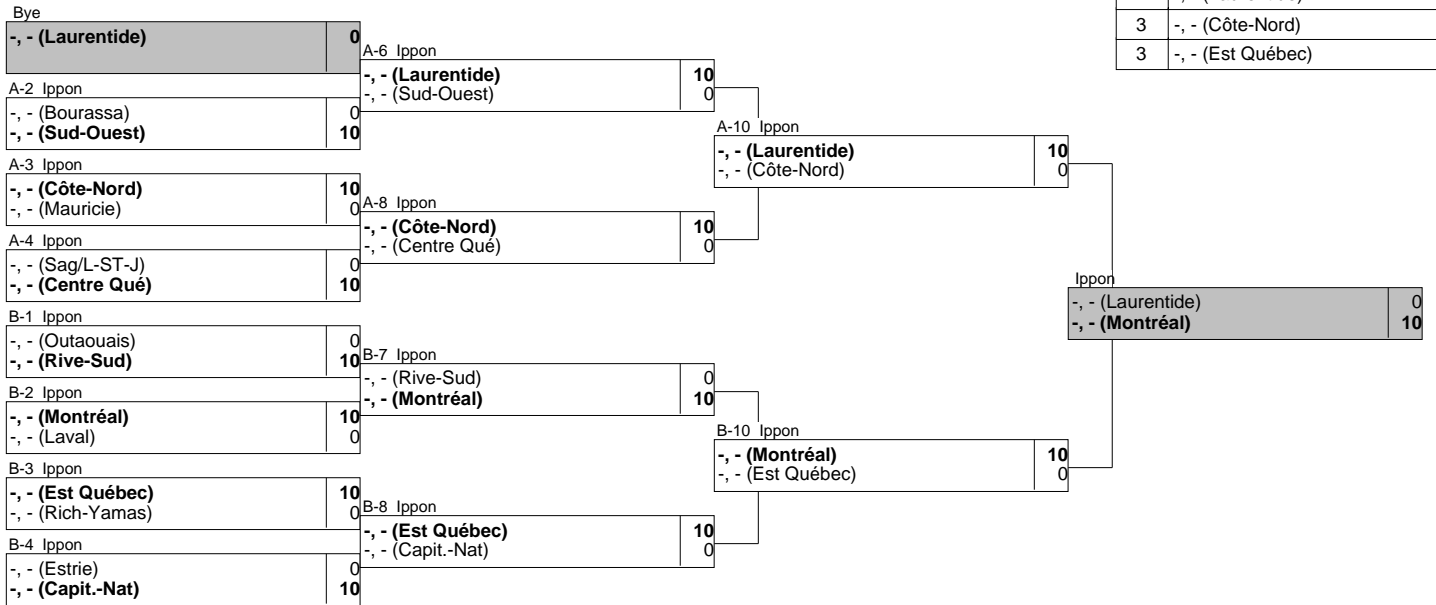 3 -, - (Côte-Nord)
3 -, - (Est Québec)
Bye
-, - (Laurentide) 0
A-2 Ippon
-, - (Bourassa) 0
-, - (Sud-Ouest) 10
A-3 Ippon
-, - (Côte-Nord) 10
-, - (Mauricie) 0
A-4 Ippon
-, - (Sag/L-ST-J) 0
-, - (Centre Qué) 10
B-1 Ippon
-, - (Outaouais) 0
-, - (Rive-Sud) 10
B-2 Ippon
-, - (Montréal) 10
-, - (Laval) 0
B-3 Ippon
-, - (Est Québec) 10
-, - (Rich-Yamas) 0
B-4 Ippon
-, - (Estrie) 0
-, - (Capit.-Nat) 10
A-6 Ippon
-, - (Laurentide) 10
-, - (Sud-Ouest) 0
A-8 Ippon
-, - (Côte-Nord) 10
-, - (Centre Qué) 0
B-7 Ippon
-, - (Rive-Sud) 0
-, - (Montréal) 10
B-8 Ippon
-, - (Est Québec) 10
-, - (Capit.-Nat) 0
A-10 Ippon
-, - (Laurentide) 10
-, - (Côte-Nord) 0
B-10 Ippon
-, - (Montréal) 10
-, - (Est Québec) 0
Ippon
-, - (Laurentide) 0
-, - (Montréal) 10